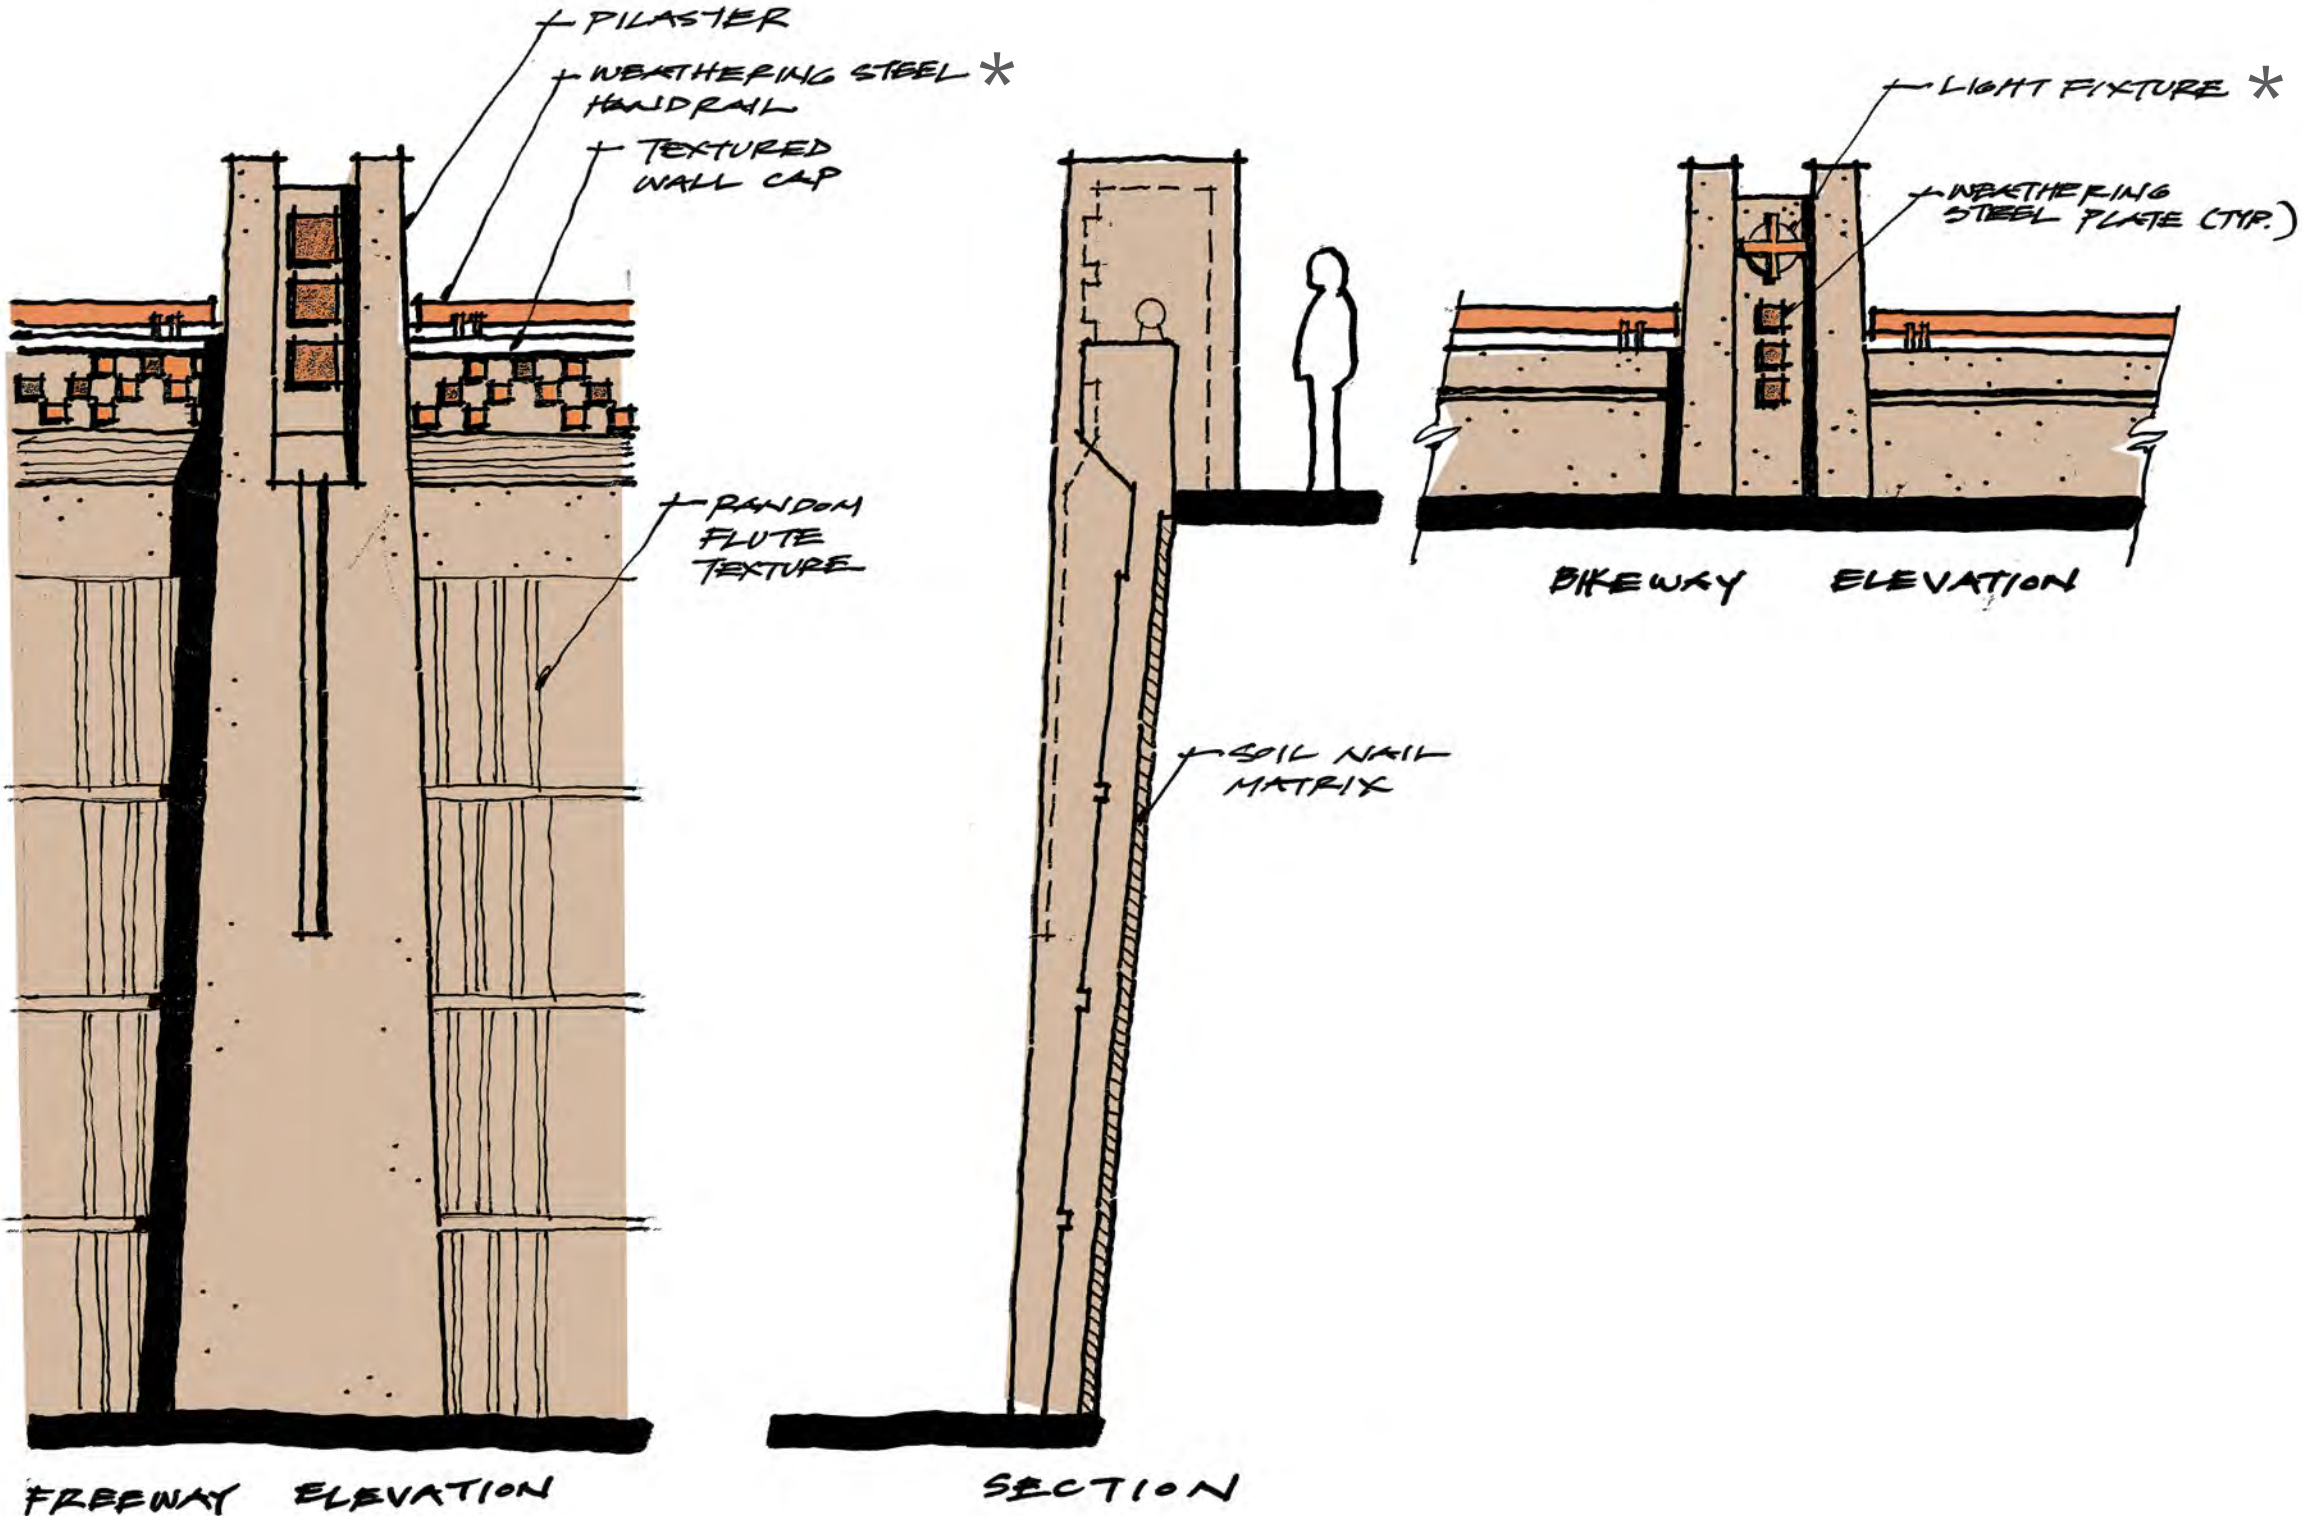 PILASTER
WEATHERING STEEL *
HANDRAIL
TEXTURED
WALL CAP
RANDOM
FLUTE
TEXTURE
FREEWAY ELEVATION
SOIL NAIL
MATRIX
SECTION
LIGHT FIXTURE *
WEATHERING
STEEL PLATE (TYP.)
BIKEWAY ELEVATION